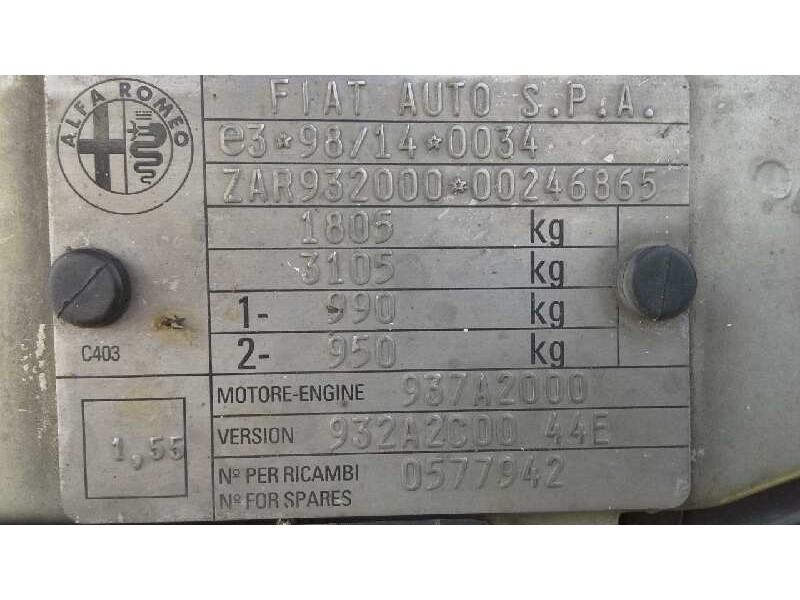 ALFA ROMEO
FIAT AUTO S.P.A.
e3*98/14*0034
ZAR932000*00246865
1805 kg
3105 kg
1- 990 kg
2- 950 kg
C403
MOTORE-ENGINE 937A2000
VERSION 932A2C00 44E
1,55
Nº PER RICAMBI 0577942
Nº FOR SPARES